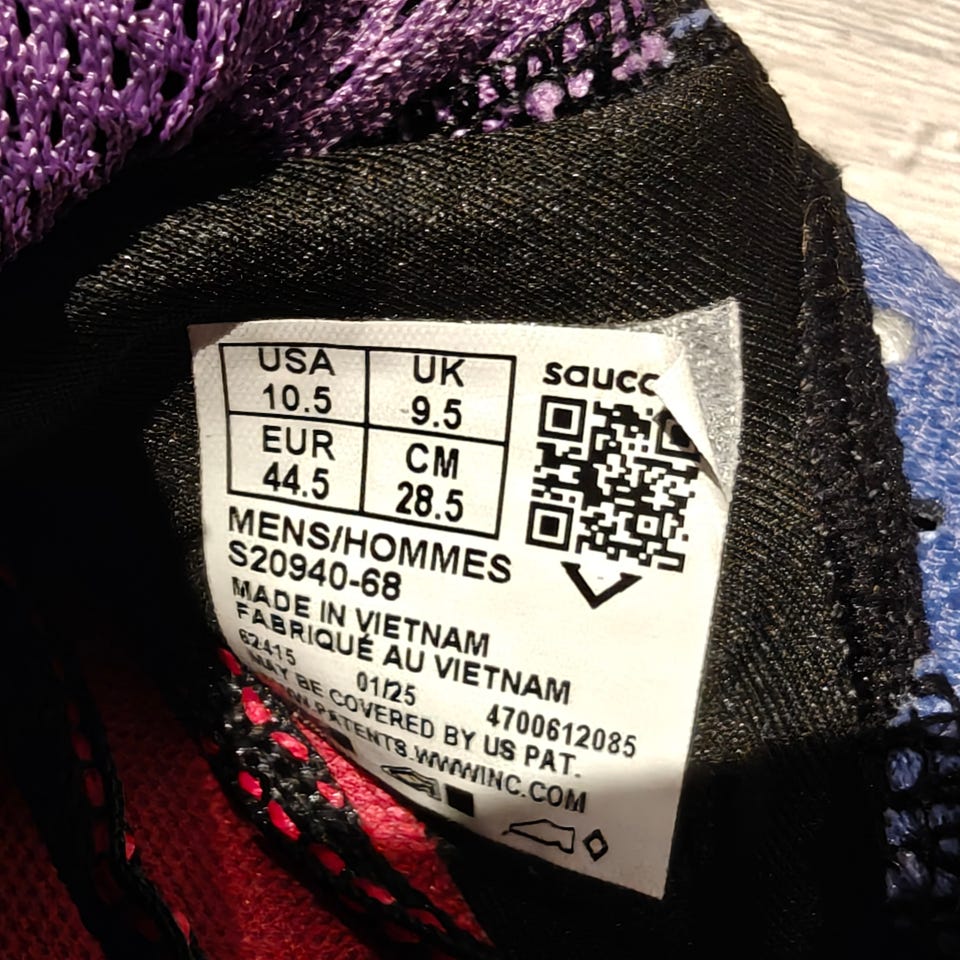 USA
10.5
UK
9.5
EUR
44.5
CM
28.5
saucc
MENS/HOMMES
S20940-68
MADE IN VIETNAM
FABRIQUÉ AU VIETNAM
62415 01/25 4700612085
MAY BE COVERED BY US PAT.
PATENTS.WWWINC.COM